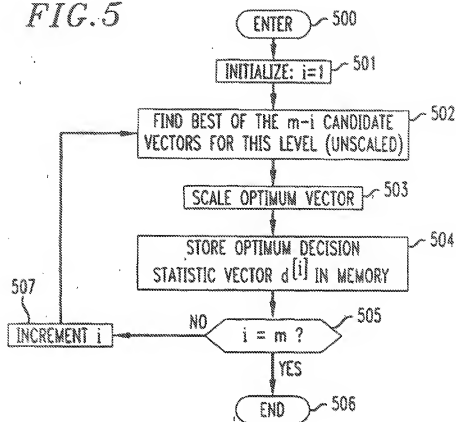 FIG.5
ENTER
500
INITIALIZE: i=1
501
FIND BEST OF THE m-i CANDIDATE
VECTORS FOR THIS LEVEL (UNSCALED)
502
SCALE OPTIMUM VECTOR
503
STORE OPTIMUM DECISION
STATISTIC VECTOR d[i] IN MEMORY
504
507
INCREMENT i
NO
i = m ?
505
YES
END
506